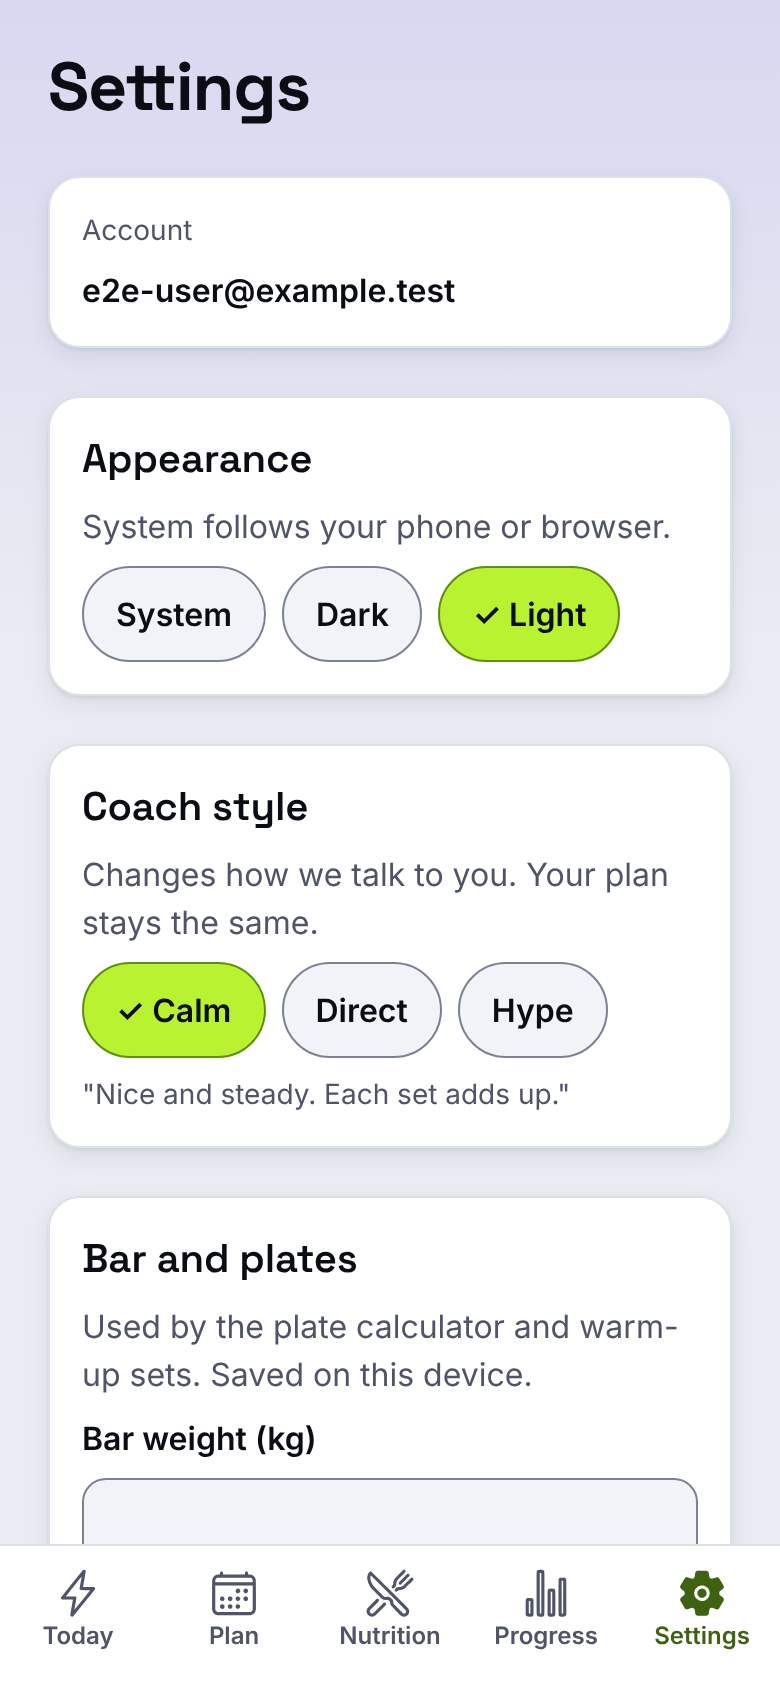 Settings
Account
e2e-user@example.test
Appearance
System follows your phone or browser.
System Dark ✓ Light
Coach style
Changes how we talk to you. Your plan
stays the same.
✓ Calm Direct Hype
"Nice and steady. Each set adds up."
Bar and plates
Used by the plate calculator and warm-
up sets. Saved on this device.
Bar weight (kg)
Today Plan Nutrition Progress Settings